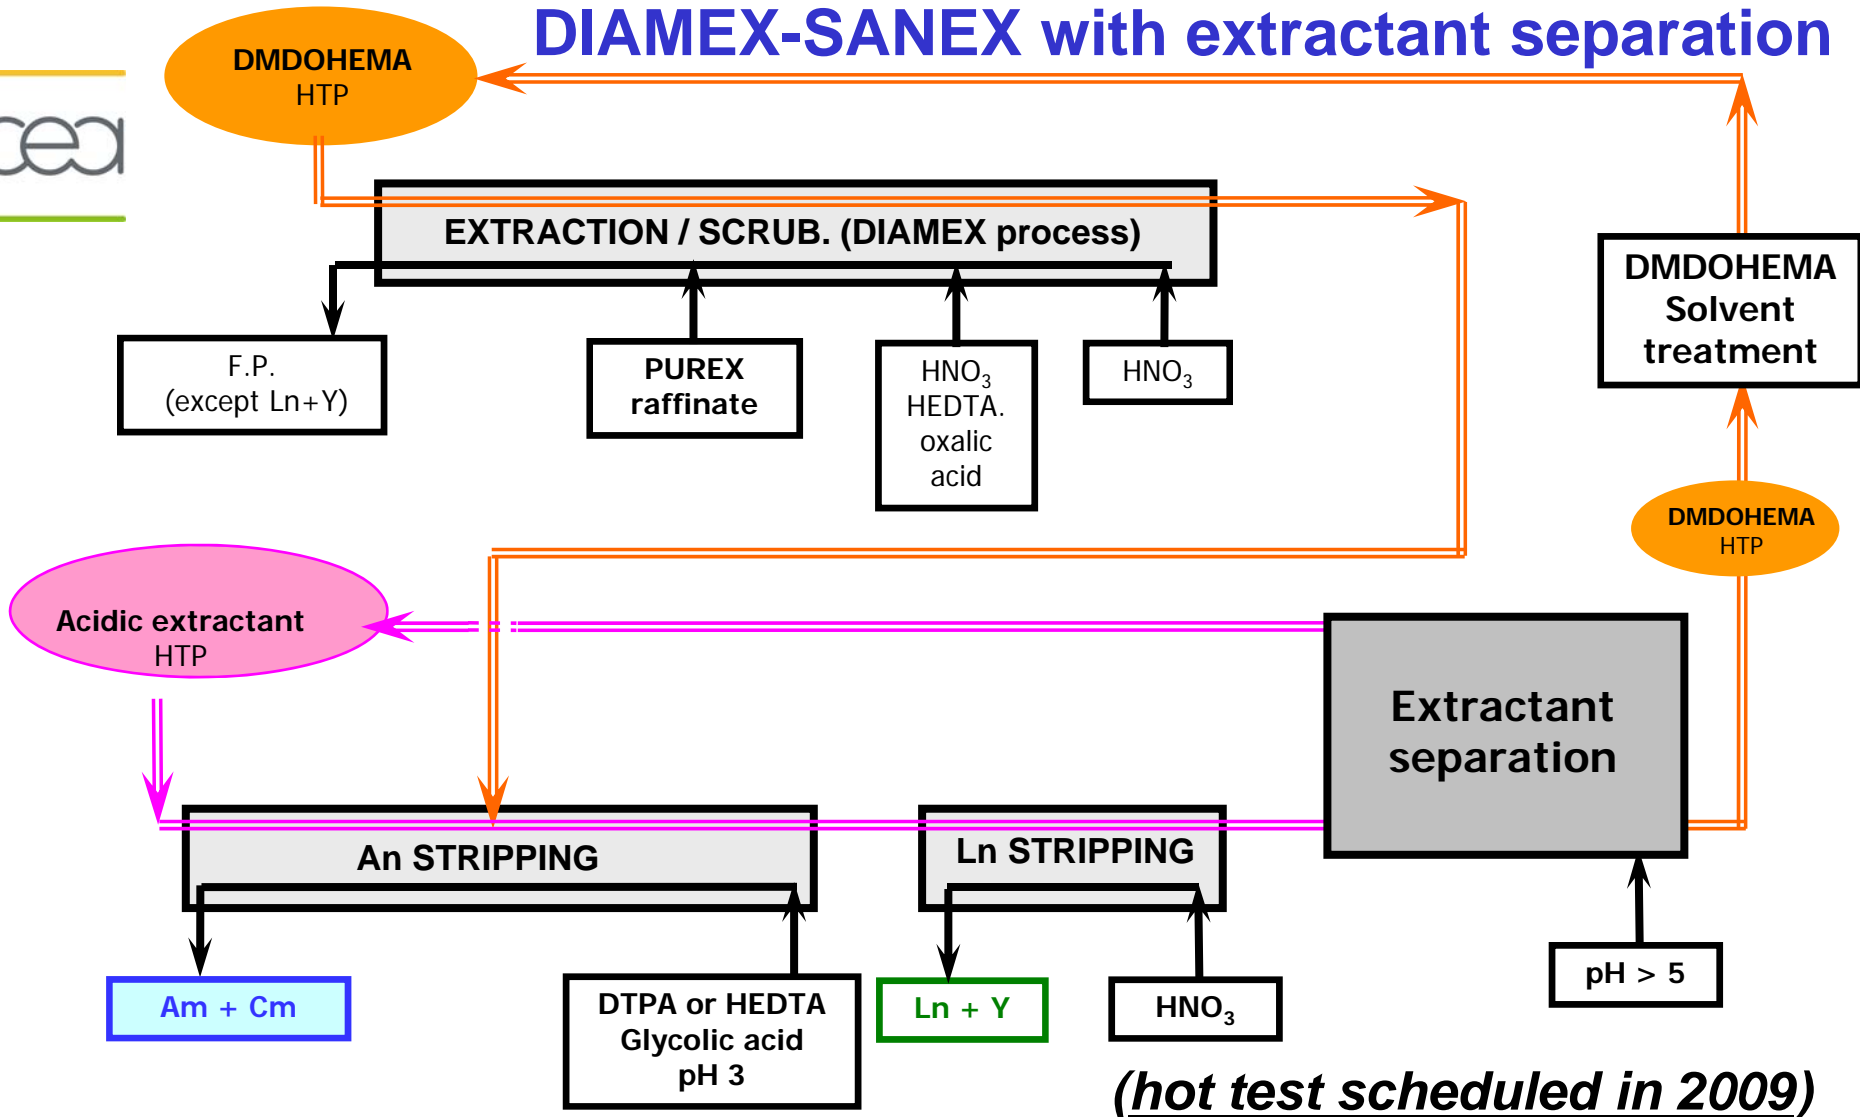 DIAMEX-SANEX with extractant separation
DMDOHEMA
HTP
cea
EXTRACTION / SCRUB. (DIAMEX process)
F.P.
(except Ln+Y)
PUREX
raffinate
HNO₃
HEDTA.
oxalic
acid
HNO₃
DMDOHEMA
Solvent
treatment
DMDOHEMA
HTP
Acidic extractant
HTP
Extractant
separation
An STRIPPING
Ln STRIPPING
Am + Cm
DTPA or HEDTA
Glycolic acid
pH 3
Ln + Y
HNO₃
pH > 5
(hot test scheduled in 2009)